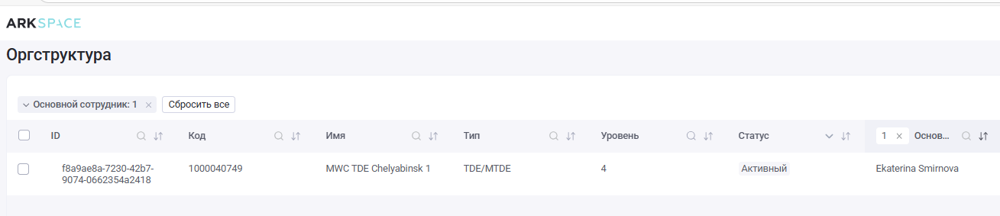 ARKSPACE
Оргструктура
Основной сотрудник: 1
Сбросить все
ID Код Имя Тип Уровень Статус 1 Основ...
f8a9ae8a-7230-42b7- 1000040749 MWC TDE Chelyabinsk 1 TDE/MTDE 4 Активный Ekaterina Smirnova
9074-0662354a2418